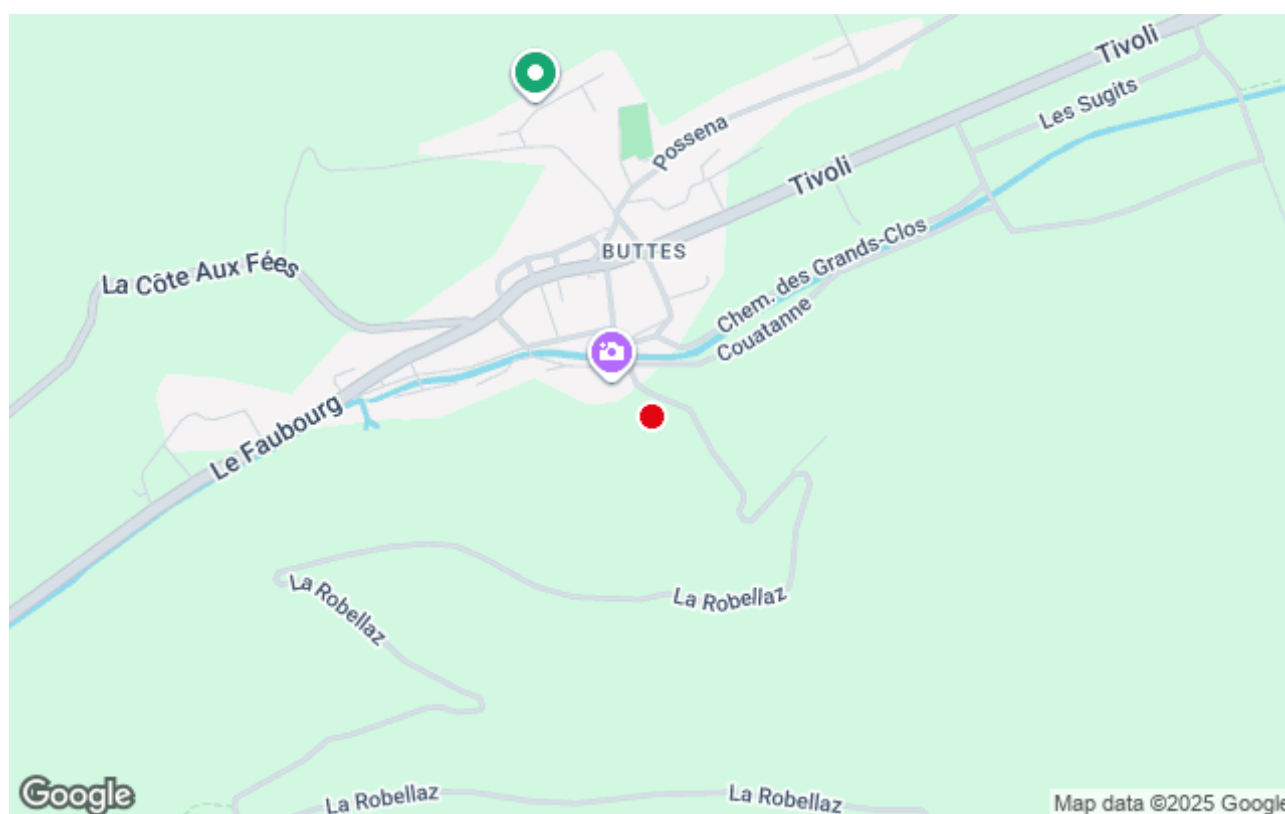 Tivoli
Les Sugits
Possena
Tivoli
BUTTES
La Côte Aux Fées
Chem. des Grands-Clos
Couatanne
Le Faubourg
La Robellaz
La Robellaz
La Robellaz
La Robellaz
Google
Map data ©2025 Google